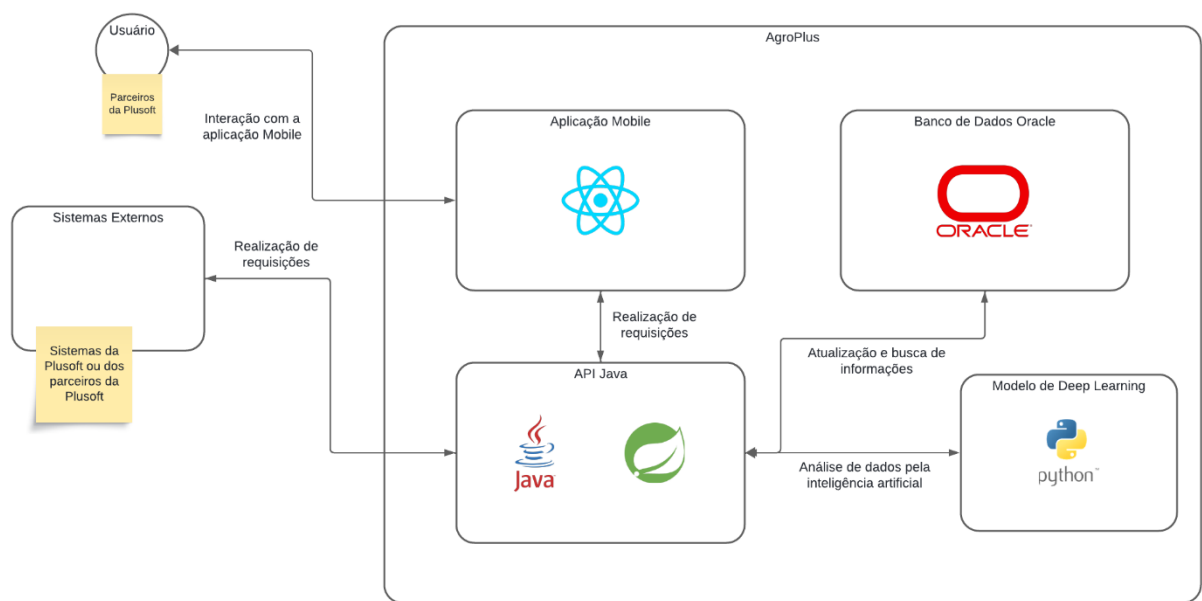 Usuário
Parceiros
da Plusoft
Interação com a
aplicação Mobile
AgroPlus
Aplicação Mobile
Banco de Dados Oracle
ORACLE
Sistemas Externos
Sistemas da
Plusoft ou dos
parceiros da
Plusoft
Realização de
requisições
Realização de
requisições
API Java
Java
Atualização e busca de
informações
Análise de dados pela
inteligência artificial
Modelo de Deep Learning
python™